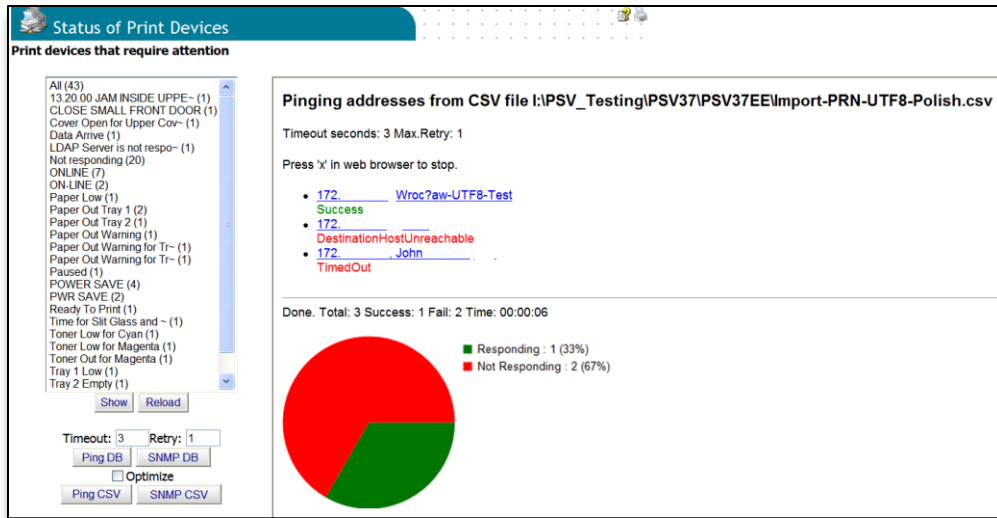 Status of Print Devices
Print devices that require attention
All (43)
13.20.00 JAM INSIDE UPPE~ (1)
CLOSE SMALL FRONT DOOR (1)
Cover Open for Upper Cov~ (1)
Data Arrive (1)
LDAP Server is not respo~ (1)
Not responding (20)
ONLINE (7)
ON-LINE (2)
Paper Low (1)
Paper Out Tray 1 (2)
Paper Out Tray 2 (1)
Paper Out Warning (1)
Paper Out Warning for Tr~ (1)
Paper Out Warning for Tr~ (1)
Paused (1)
POWER SAVE (4)
PWR SAVE (2)
Ready To Print (1)
Time for Slit Glass and ~ (1)
Toner Low for Cyan (1)
Toner Low for Magenta (1)
Toner Out for Magenta (1)
Tray 1 Low (1)
Tray 2 Empty (1)
Show Reload
Timeout: 3 Retry: 1
Ping DB SNMP DB
Optimize
Ping CSV SNMP CSV
Pinging addresses from CSV file I:\PSV_Testing\PSV37\PSV37EE\Import-PRN-UTF8-Polish.csv
Timeout seconds: 3 Max.Retry: 1
Press 'x' in web browser to stop.
172. Wroc?aw-UTF8-Test
Success
172.
DestinationHostUnreachable
172. , John
TimedOut
Done. Total: 3 Success: 1 Fail: 2 Time: 00:00:06
Responding : 1 (33%)
Not Responding : 2 (67%)